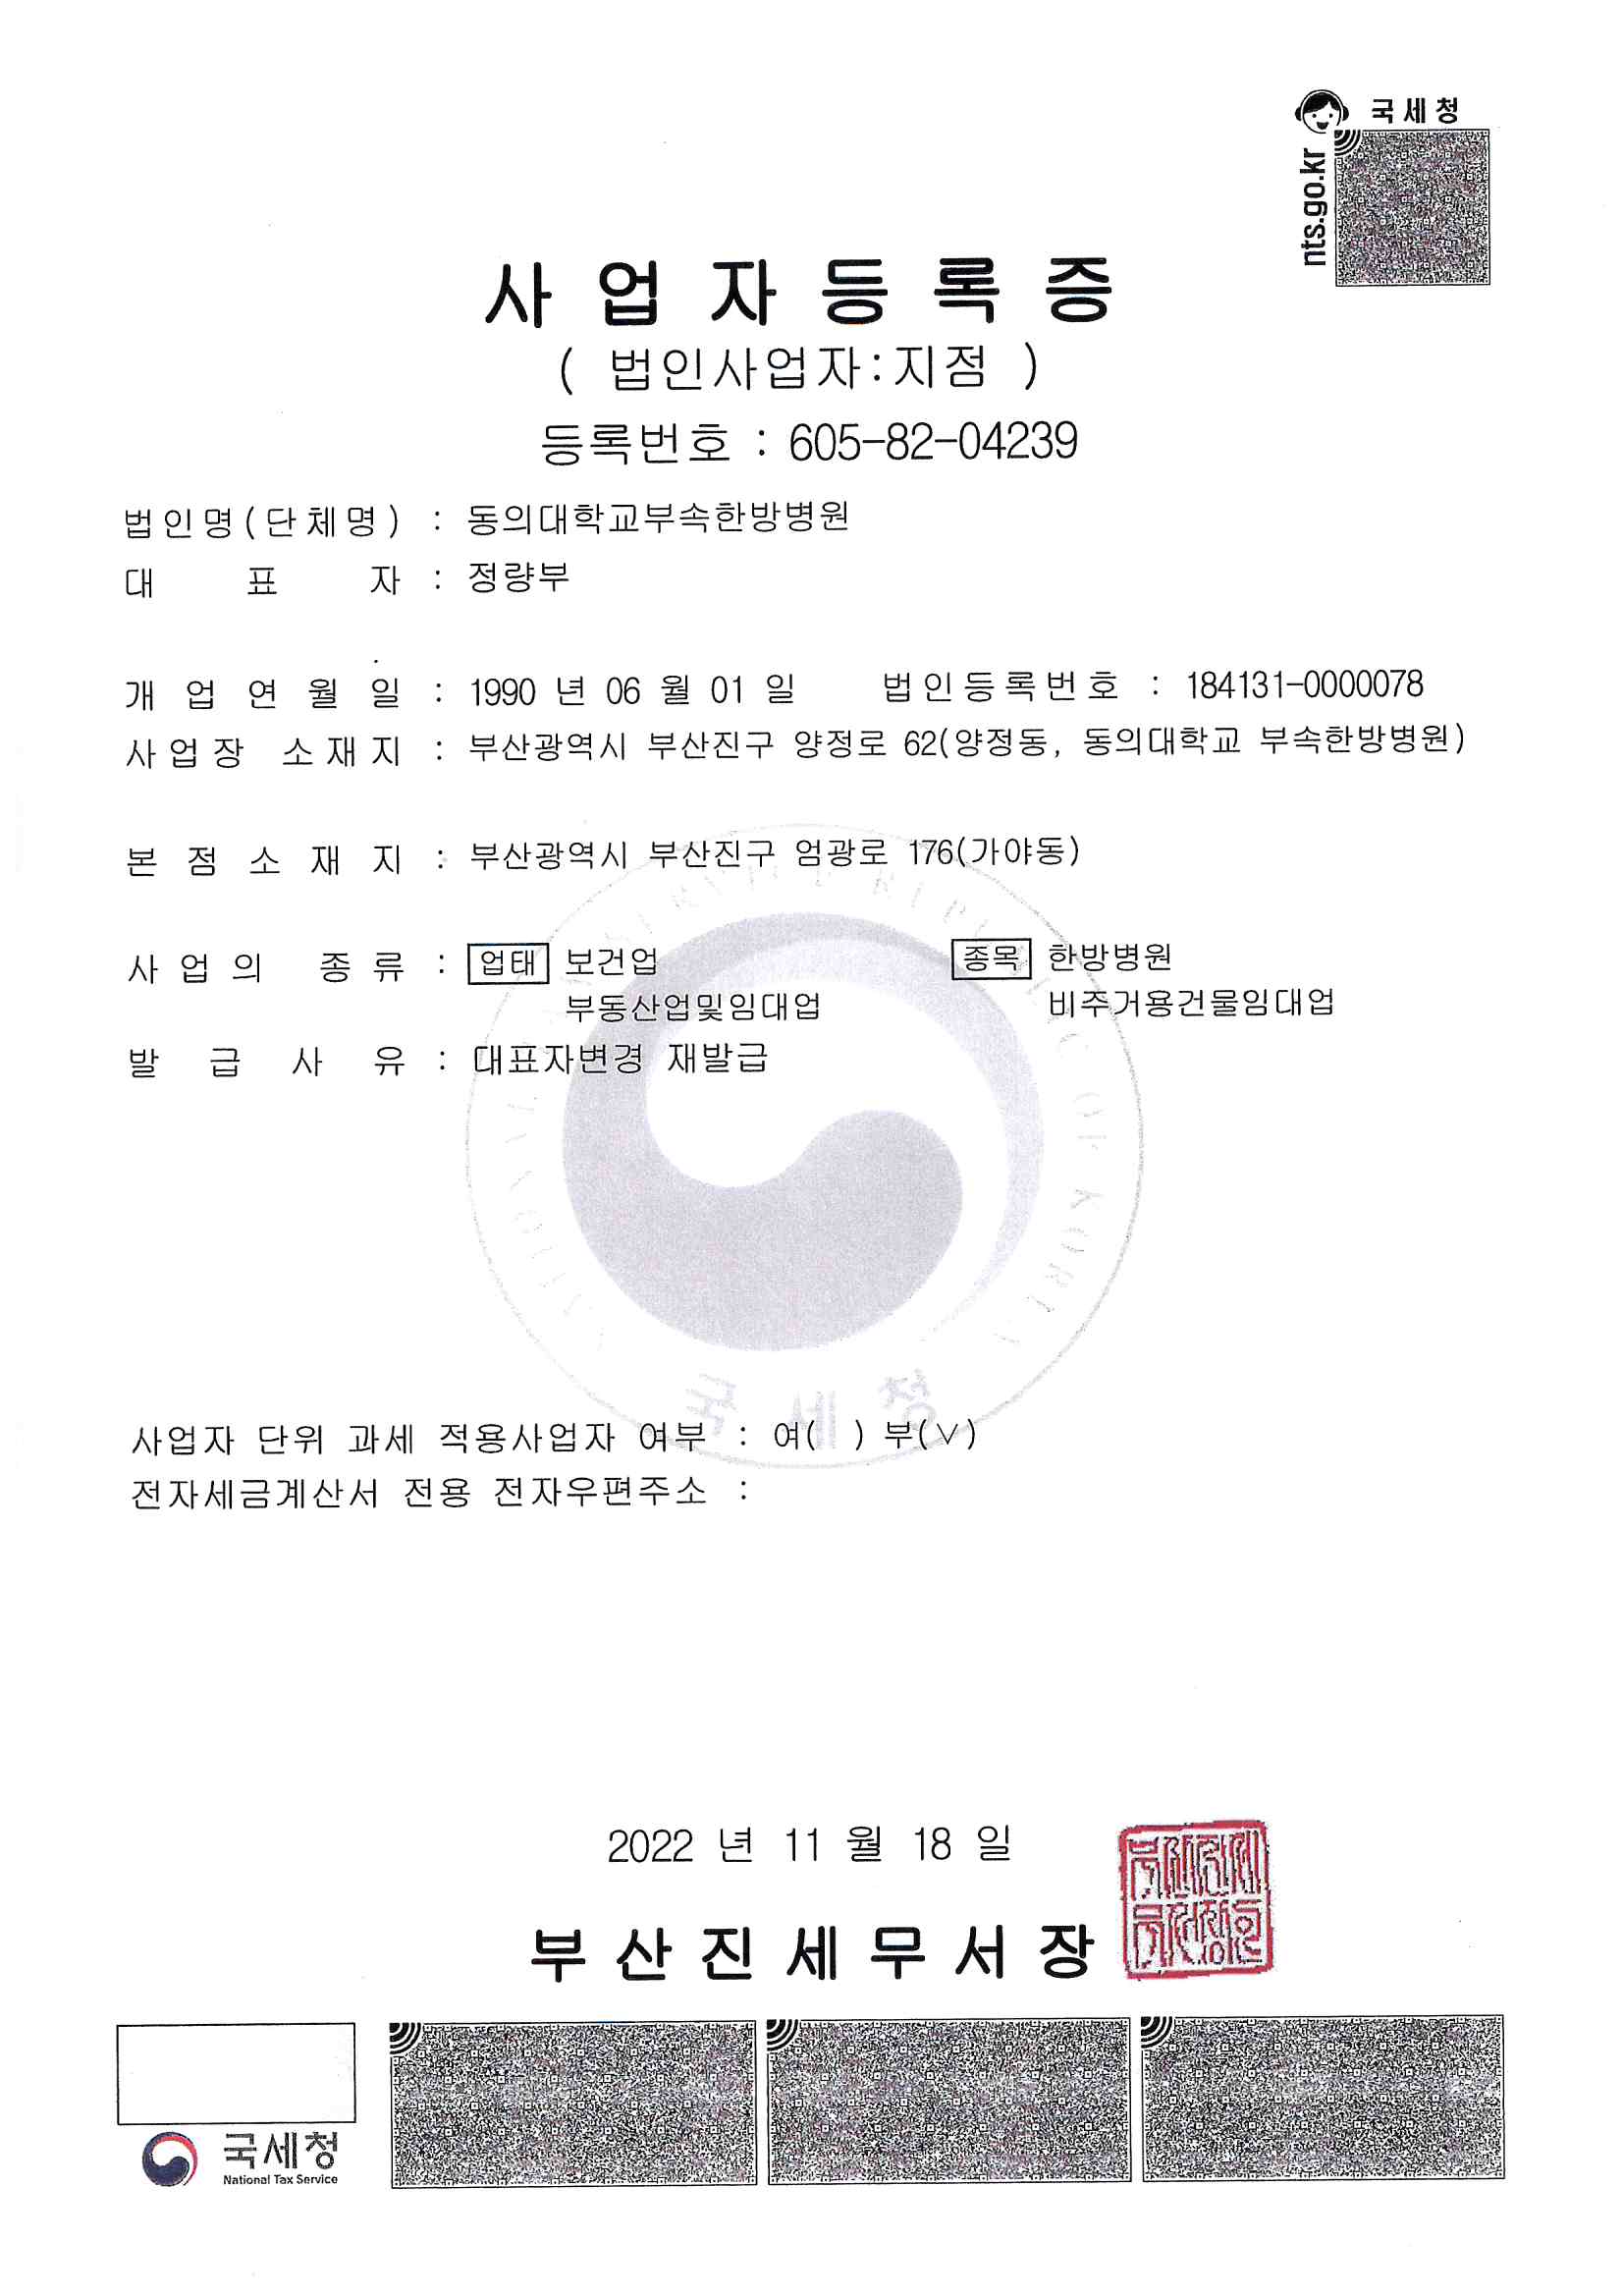 국세청
nts.go.kr
사업자등록증
( 법인사업자:지점 )
등록번호 : 605-82-04239
법인명(단체명) : 동의대학교부속한방병원
대 표 자 : 정량부
개 업 연 월 일 : 1990 년 06 월 01 일 법인등록번호 : 184131-0000078
사업장 소재지 : 부산광역시 부산진구 양정로 62(양정동, 동의대학교 부속한방병원)
본 점 소 재 지 : 부산광역시 부산진구 엄광로 176(가야동)
사업의 종류 : 업태 보건업 종목 한방병원
부동산업및임대업 비주거용건물임대업
발 급 사 유 : 대표자변경 재발급
국세청
사업자 단위 과세 적용사업자 여부 : 여( ) 부(∨)
전자세금계산서 전용 전자우편주소 :
2022 년 11 월 18 일
부산진세무서장
국세청
National Tax Service